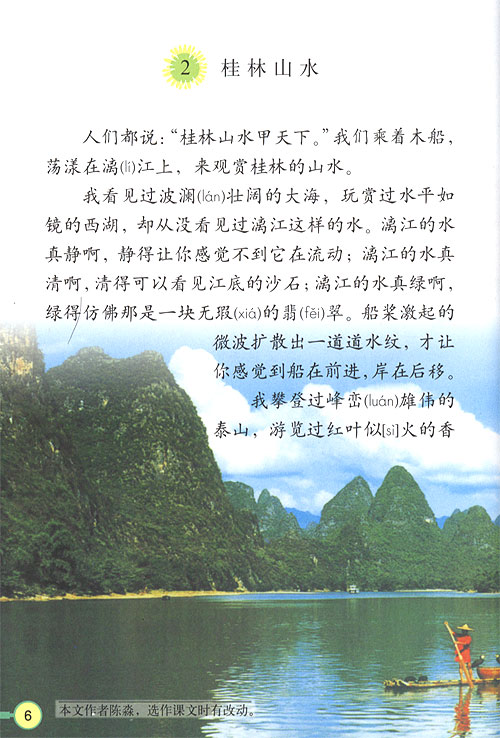 2 桂林山水
人们都说：“桂林山水甲天下。”我们乘着木船，
荡漾在漓(lí)江上，来观赏桂林的山水。
我看见过波澜(lán)壮阔的大海，玩赏过水平如
镜的西湖，却从没看见过漓江这样的水。漓江的水
真静啊，静得让你感觉不到它在流动；漓江的水真
清啊，清得可以看见江底的沙石；漓江的水真绿啊，
绿得仿佛那是一块无瑕(xiá)的翡(fěi)翠。船桨激起的
微波扩散出一道道水纹，才让
你感觉到船在前进，岸在后移。
我攀登过峰峦(luán)雄伟的
泰山，游览过红叶似[sì]火的香
6 本文作者陈淼，选作课文时有改动。